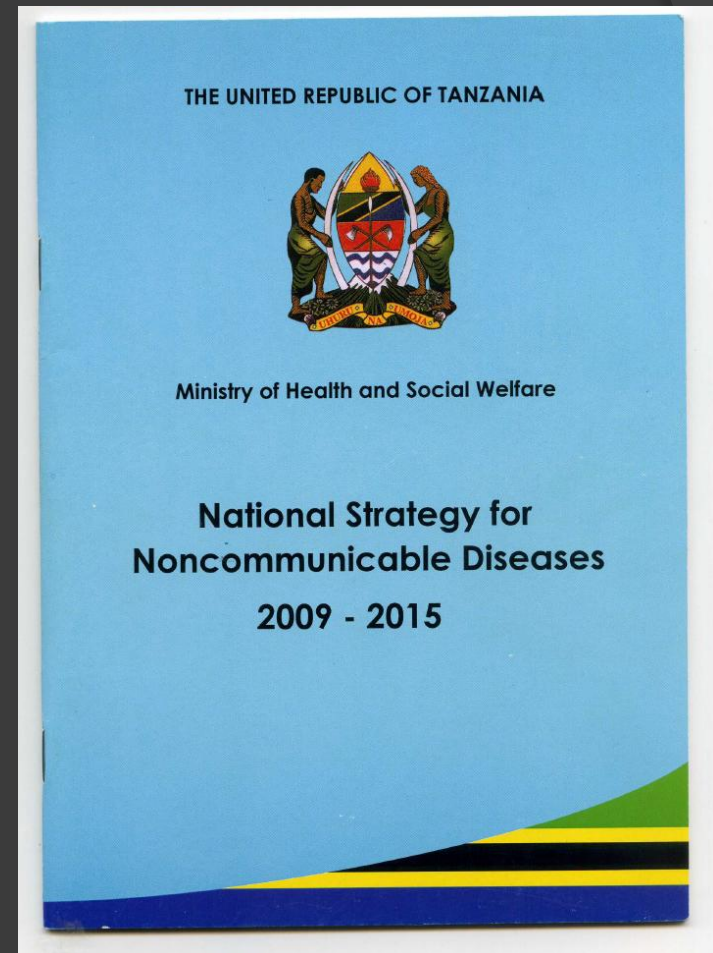 THE UNITED REPUBLIC OF TANZANIA
UHURU NA UMOJA
Ministry of Health and Social Welfare
National Strategy for
Noncommunicable Diseases
2009 - 2015